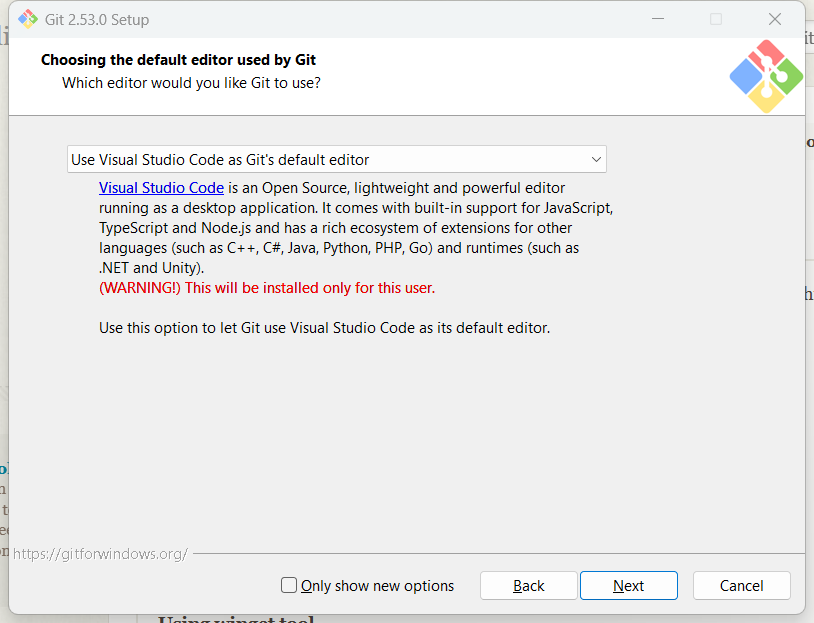 Git 2.53.0 Setup
Choosing the default editor used by Git
Which editor would you like Git to use?
Use Visual Studio Code as Git's default editor
Visual Studio Code is an Open Source, lightweight and powerful editor
running as a desktop application. It comes with built-in support for JavaScript,
TypeScript and Node.js and has a rich ecosystem of extensions for other
languages (such as C++, C#, Java, Python, PHP, Go) and runtimes (such as
.NET and Unity).
(WARNING!) This will be installed only for this user.
Use this option to let Git use Visual Studio Code as its default editor.
https://gitforwindows.org/
Only show new options
Back
Next
Cancel
Using winget tool